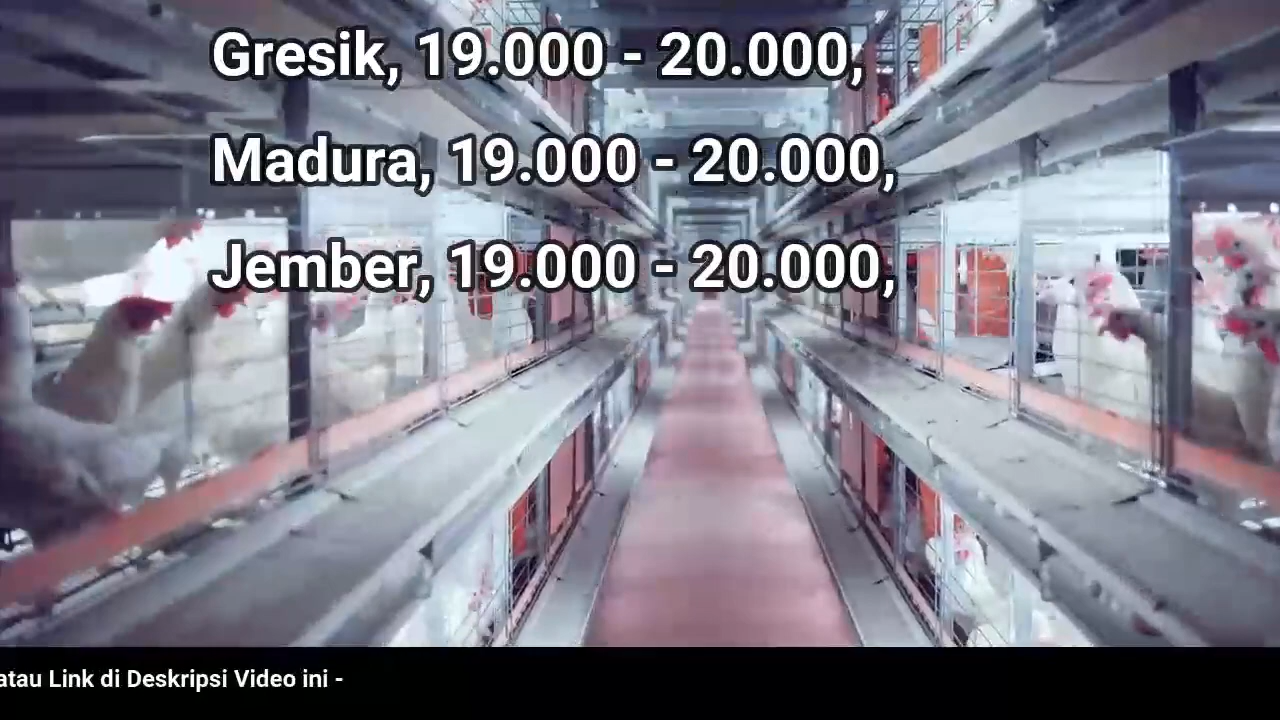 Gresik, 19.000 - 20.000,
Madura, 19.000 - 20.000,
Jember, 19.000 - 20.000,
atau Link di Deskripsi Video ini -